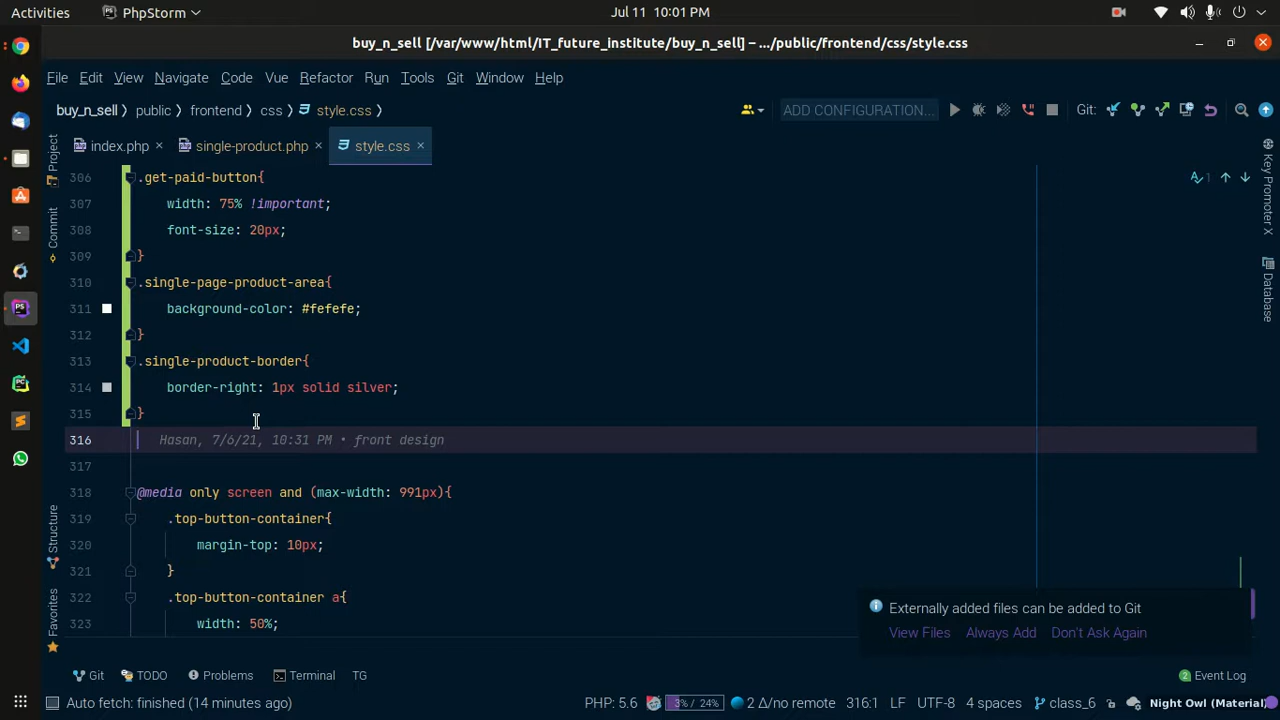 Activities PhpStorm Jul 11 10:01 PM
buy_n_sell [/var/www/html/IT_future_institute/buy_n_sell] – .../public/frontend/css/style.css
File Edit View Navigate Code Vue Refactor Run Tools Git Window Help
buy_n_sell public frontend css style.css ADD CONFIGURATION... Git:
index.php single-product.php style.css
306 .get-paid-button{
307 width: 75% !important;
308 font-size: 20px;
309 }
310 .single-page-product-area{
311 background-color: #fefefe;
312 }
313 .single-product-border{
314 border-right: 1px solid silver;
315 }
316 Hasan, 7/6/21, 10:31 PM • front design
317
318 @media only screen and (max-width: 991px){
319 .top-button-container{
320 margin-top: 10px;
321 }
322 .top-button-container a{
323 width: 50%;
1
Project
Commit
Structure
Favorites
Key Promoter X
Database
Externally added files can be added to Git
View Files Always Add Don't Ask Again
Git TODO Problems Terminal TG 2 Event Log
Auto fetch: finished (14 minutes ago) PHP: 5.6 3% / 24% 2 Δ/no remote 316:1 LF UTF-8 4 spaces class_6 Night Owl (Material)